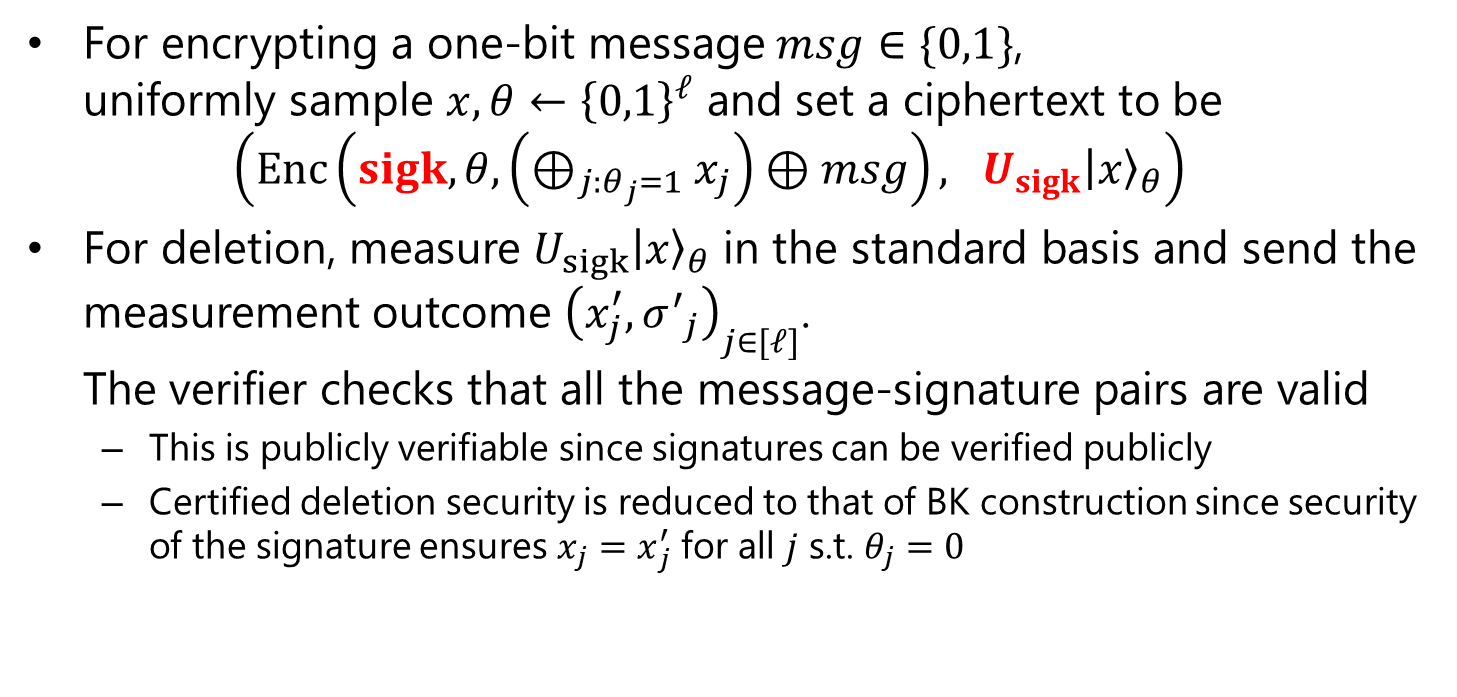 • For encrypting a one-bit message 𝑚𝑠𝑔 ∈ {0,1},
uniformly sample 𝑥, 𝜃 ← {0,1}^ℓ and set a ciphertext to be
(Enc(sigk, 𝜃, (⊕_{𝑗:𝜃_𝑗=1} 𝑥_𝑗) ⊕ 𝑚𝑠𝑔), 𝑼_sigk|𝑥⟩_𝜃)
• For deletion, measure 𝑈_sigk|𝑥⟩_𝜃 in the standard basis and send the
measurement outcome (𝑥′_𝑗, 𝜎′_𝑗)_{𝑗∈[ℓ]}.
The verifier checks that all the message-signature pairs are valid
– This is publicly verifiable since signatures can be verified publicly
– Certified deletion security is reduced to that of BK construction since security
of the signature ensures 𝑥_𝑗 = 𝑥′_𝑗 for all 𝑗 s.t. 𝜃_𝑗 = 0